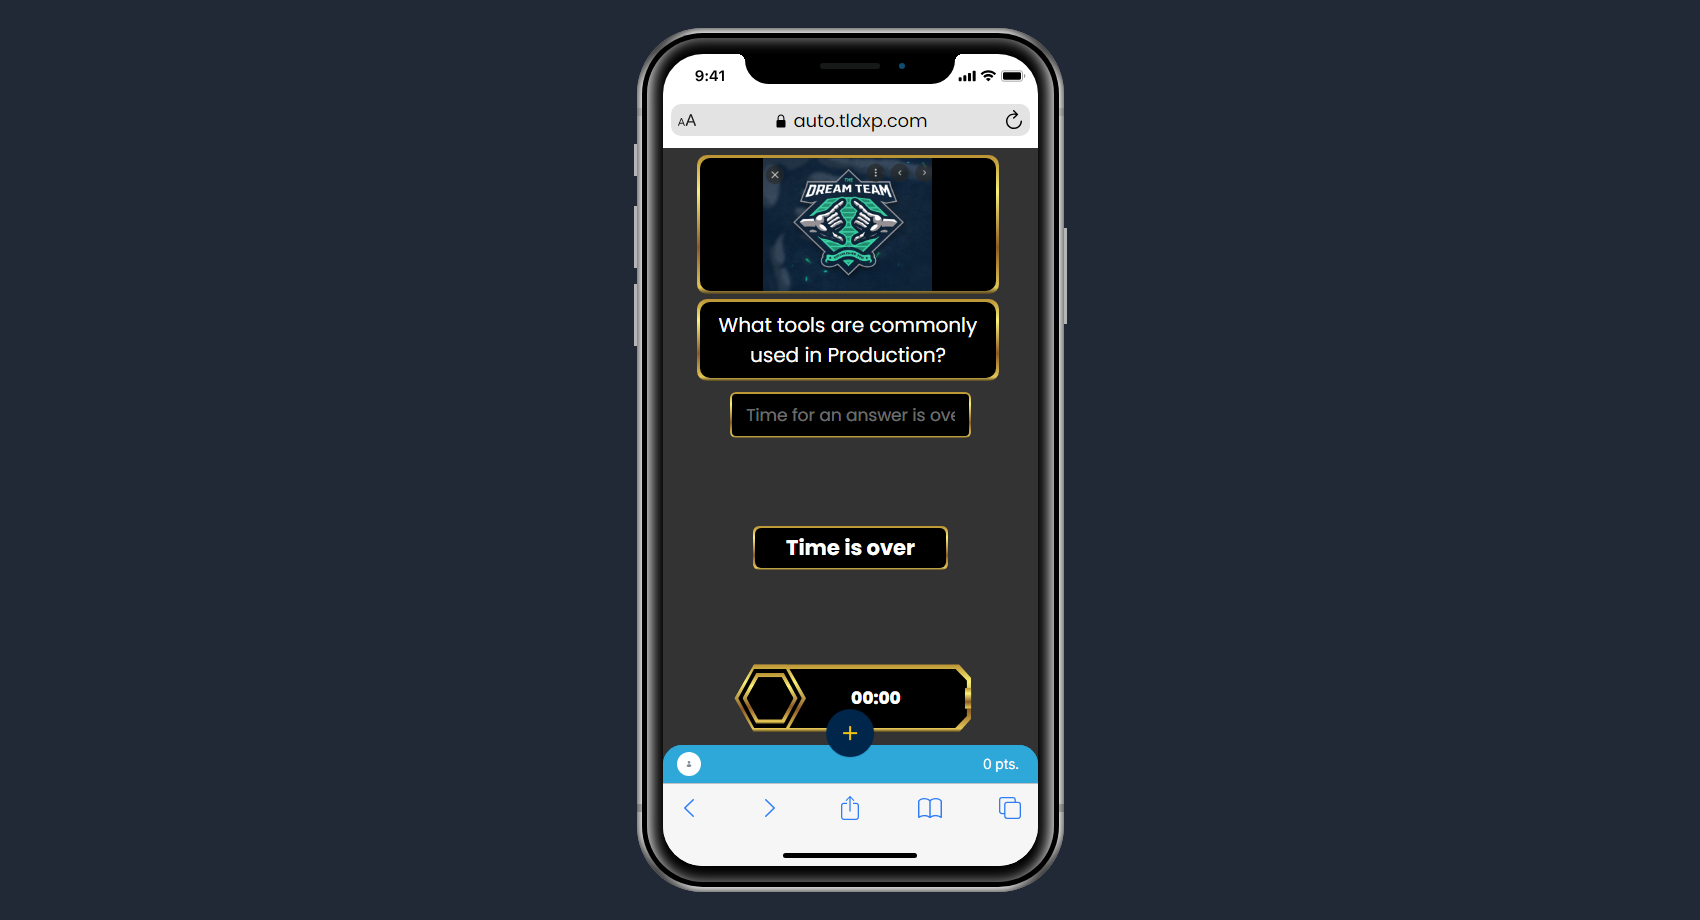 9:41
AA
auto.tldxp.com
THE
DREAM TEAM
What tools are commonly
used in Production?
Time for an answer is ove
Time is over
00:00
+
0 pts.